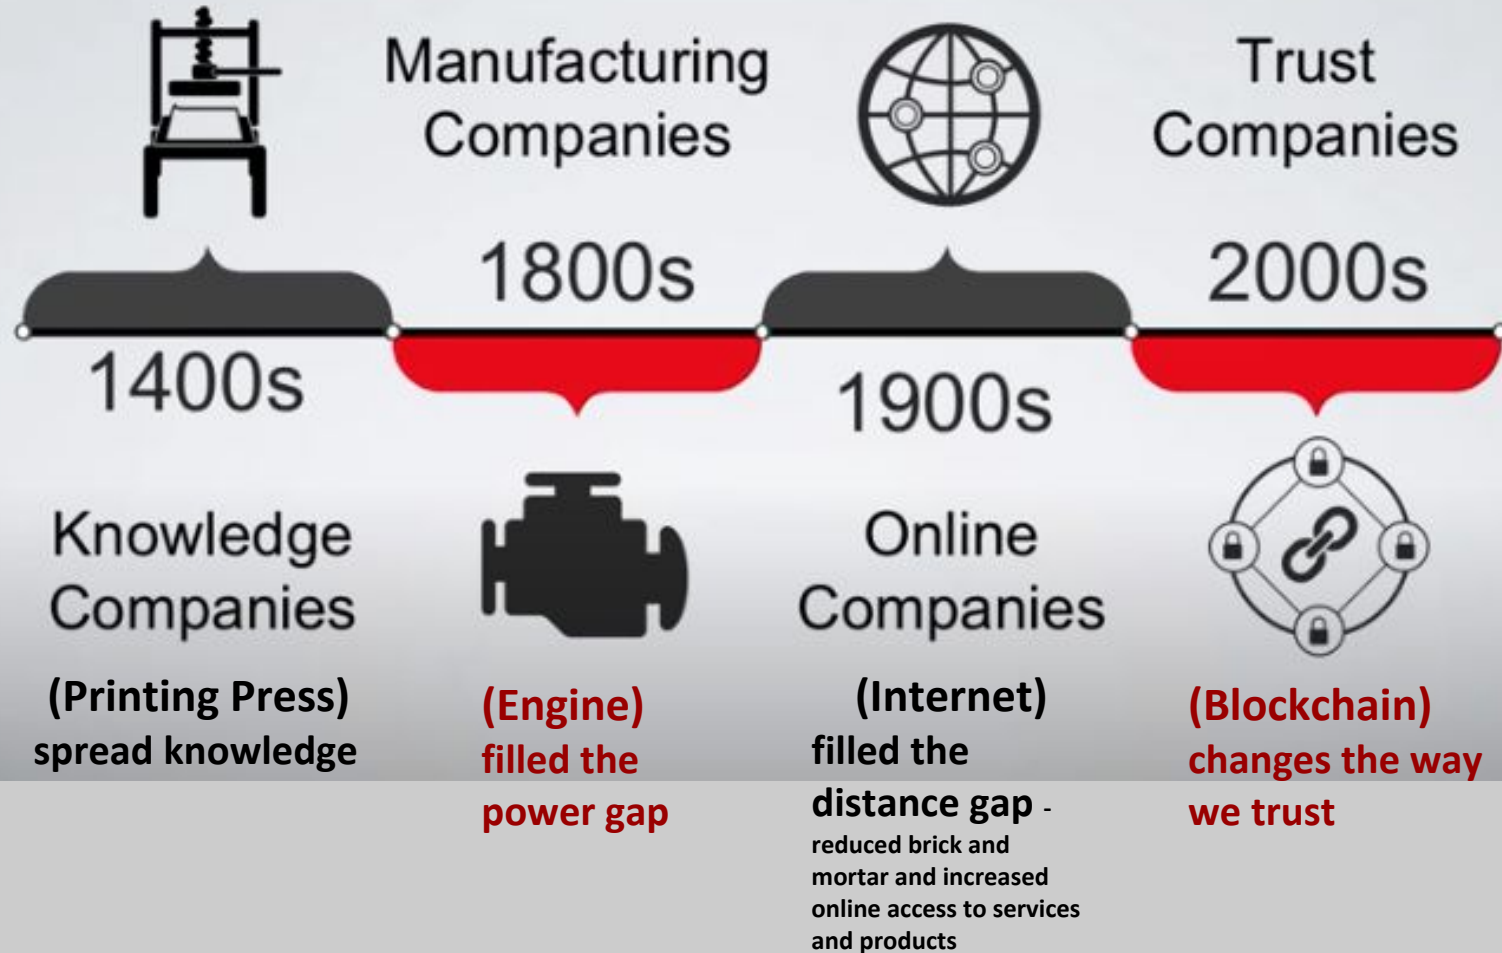 Manufacturing
Companies
Trust
Companies
1800s
2000s
1400s
1900s
Knowledge
Companies
Online
Companies
(Printing Press)
spread knowledge
(Engine)
filled the
power gap
(Internet)
filled the
distance gap -
reduced brick and
mortar and increased
online access to services
and products
(Blockchain)
changes the way
we trust